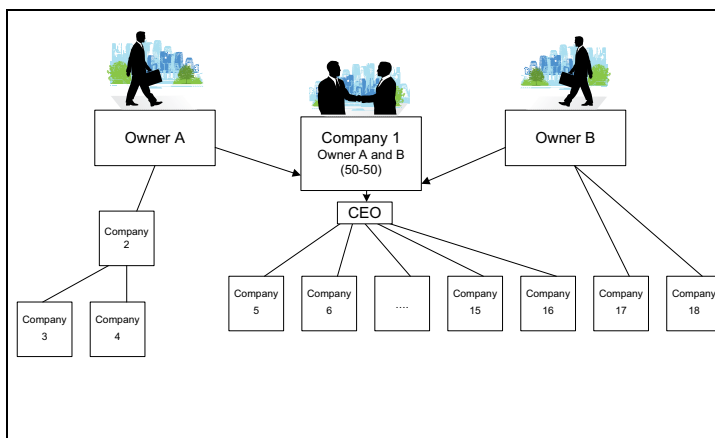 Owner A
Company 1
Owner A and B
(50-50)
Owner B
CEO
Company
2
Company
3
Company
4
Company
5
Company
6
....
Company
15
Company
16
Company
17
Company
18